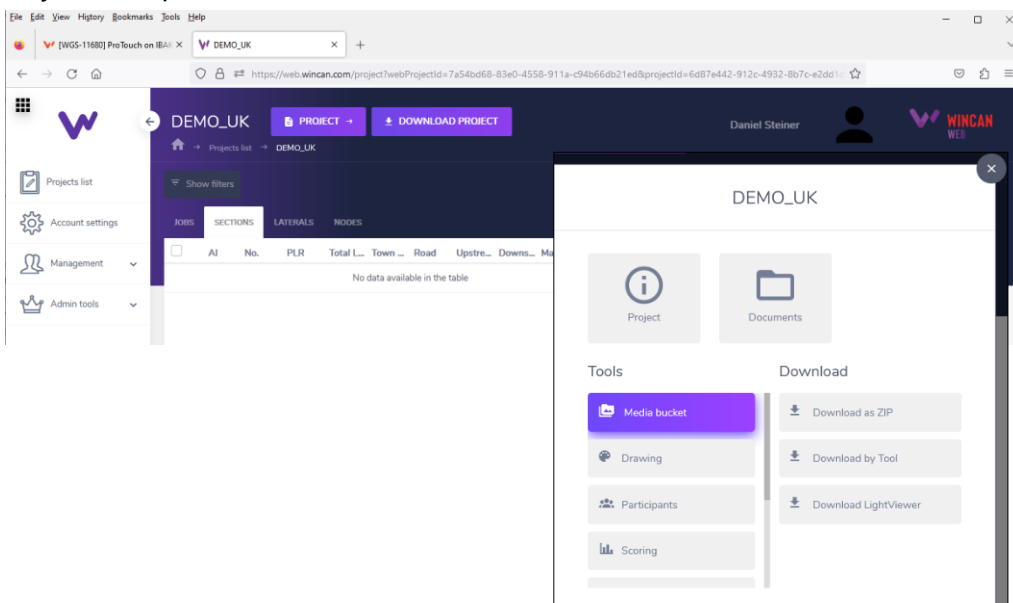 File Edit View History Bookmarks Tools Help
[WGS-11680] ProTouch on IBAK
DEMO_UK
https://web.wincan.com/project?webProjectId=7a54bd68-83e0-4558-911a-c94b66db21ed&projectId=6d87e442-912c-4932-8b7c-e2dd1
DEMO_UK
PROJECT →
DOWNLOAD PROJECT
Daniel Steiner
WINCAN
WEB
→ Projects list → DEMO_UK
Projects list
Account settings
Management
Admin tools
Show filters
JOBS SECTIONS LATERALS NODES
AI No. PLR Total L... Town ... Road Upstre... Downs... Ma
No data available in the table
DEMO_UK
Project
Documents
Tools
Media bucket
Drawing
Participants
Scoring
Download
Download as ZIP
Download by Tool
Download LightViewer